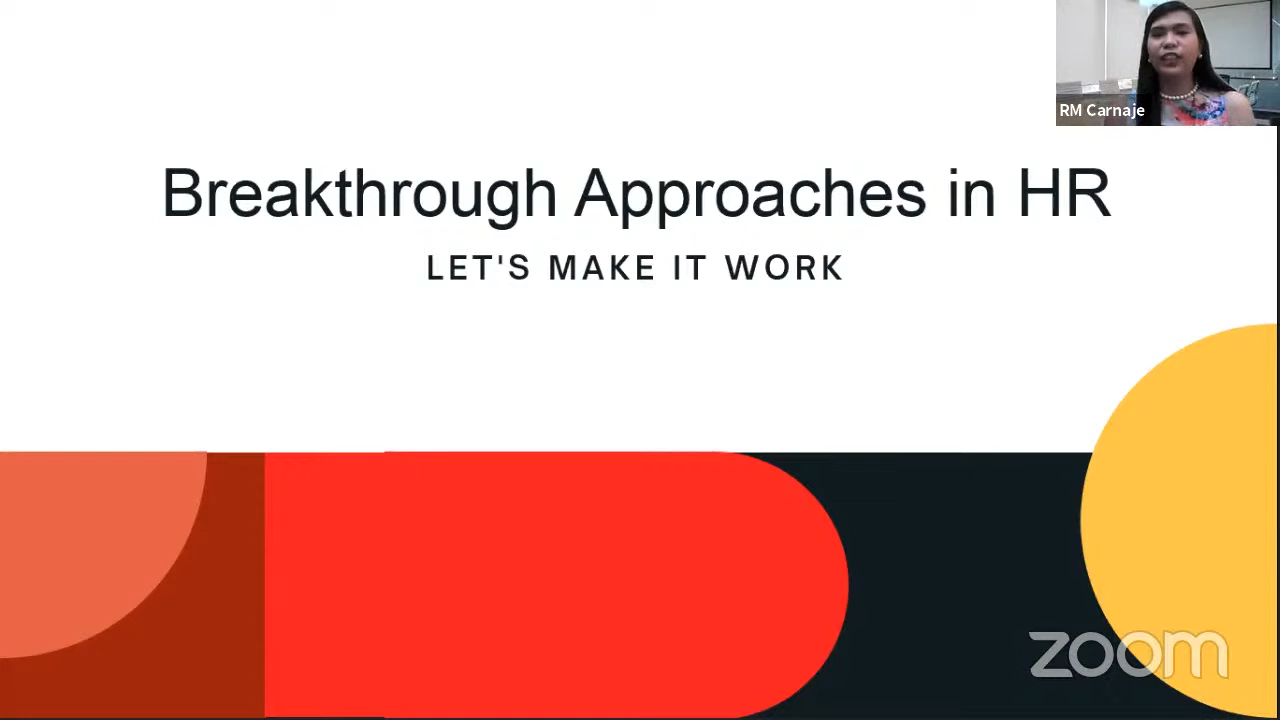 RM Carnaje
Breakthrough Approaches in HR
LET'S MAKE IT WORK
zoom